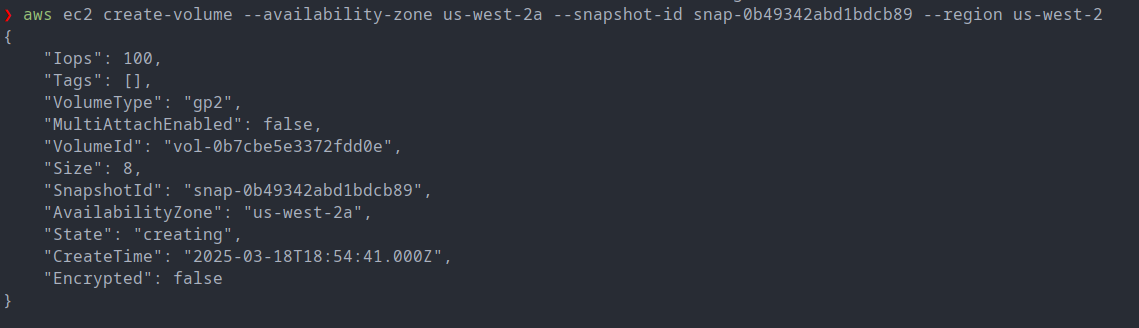 ❯ aws ec2 create-volume --availability-zone us-west-2a --snapshot-id snap-0b49342abd1bdcb89 --region us-west-2
{
    "Iops": 100,
    "Tags": [],
    "VolumeType": "gp2",
    "MultiAttachEnabled": false,
    "VolumeId": "vol-0b7cbe5e3372fdd0e",
    "Size": 8,
    "SnapshotId": "snap-0b49342abd1bdcb89",
    "AvailabilityZone": "us-west-2a",
    "State": "creating",
    "CreateTime": "2025-03-18T18:54:41.000Z",
    "Encrypted": false
}